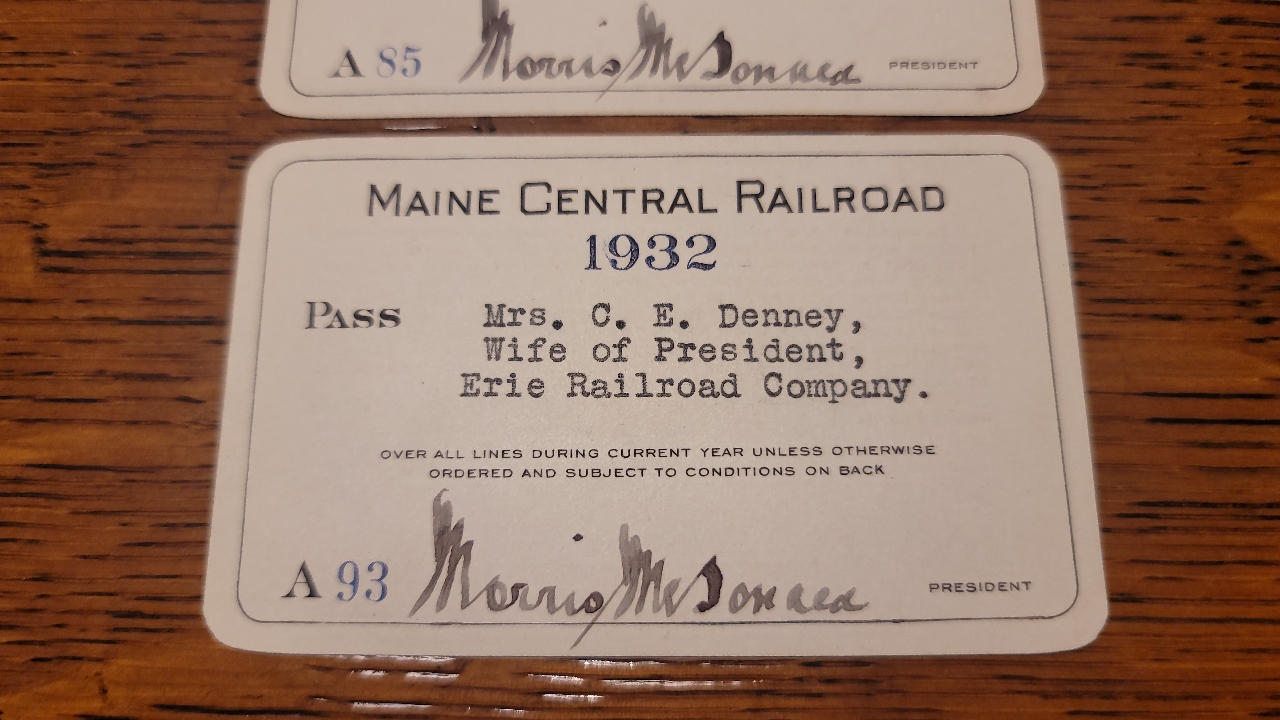 A 85 Morris McDonald PRESIDENT
MAINE CENTRAL RAILROAD
1932
PASS Mrs. C. E. Denney,
Wife of President,
Erie Railroad Company.
OVER ALL LINES DURING CURRENT YEAR UNLESS OTHERWISE
ORDERED AND SUBJECT TO CONDITIONS ON BACK
A 93 Morris McDonald PRESIDENT